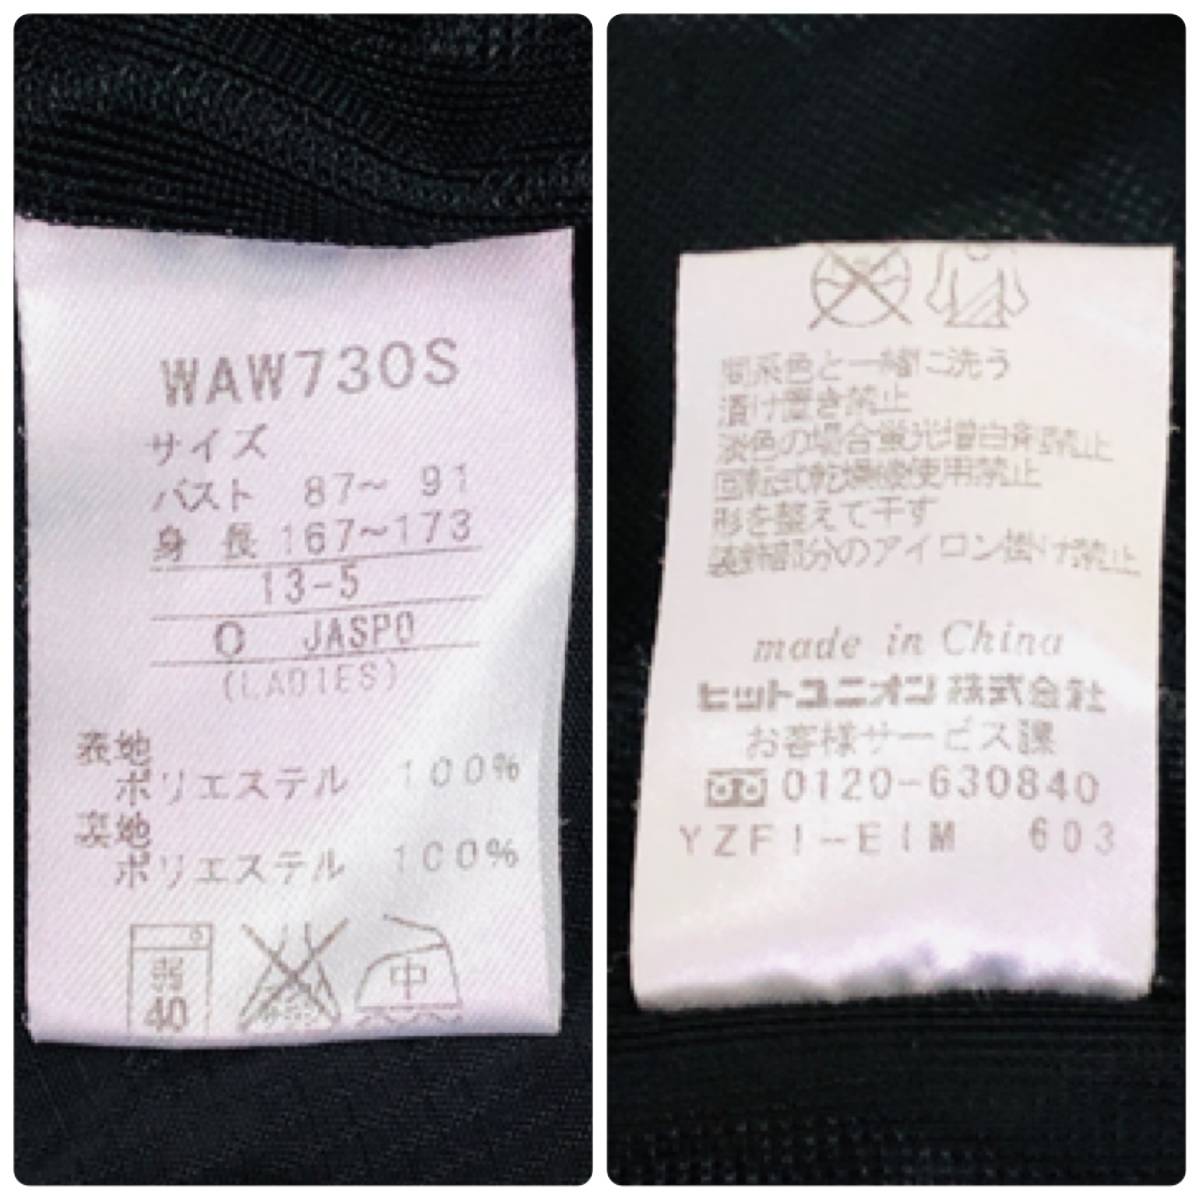 WAW730S
サイズ
バスト 87～ 91
身 長 167～173
13-5
O JASPO
(LADIES)
表地
ポリエステル 100%
裏地
ポリエステル 100%
弱
40
中
同系色と一緒に洗う
漬け置き禁止
淡色の場合蛍光増白剤禁止
回転式乾燥機使用禁止
形を整えて干す
装飾部分のアイロン掛け禁止
made in China
ヒットユニオン株式会社
お客様サービス課
0120-630840
YZF1-EIM 603